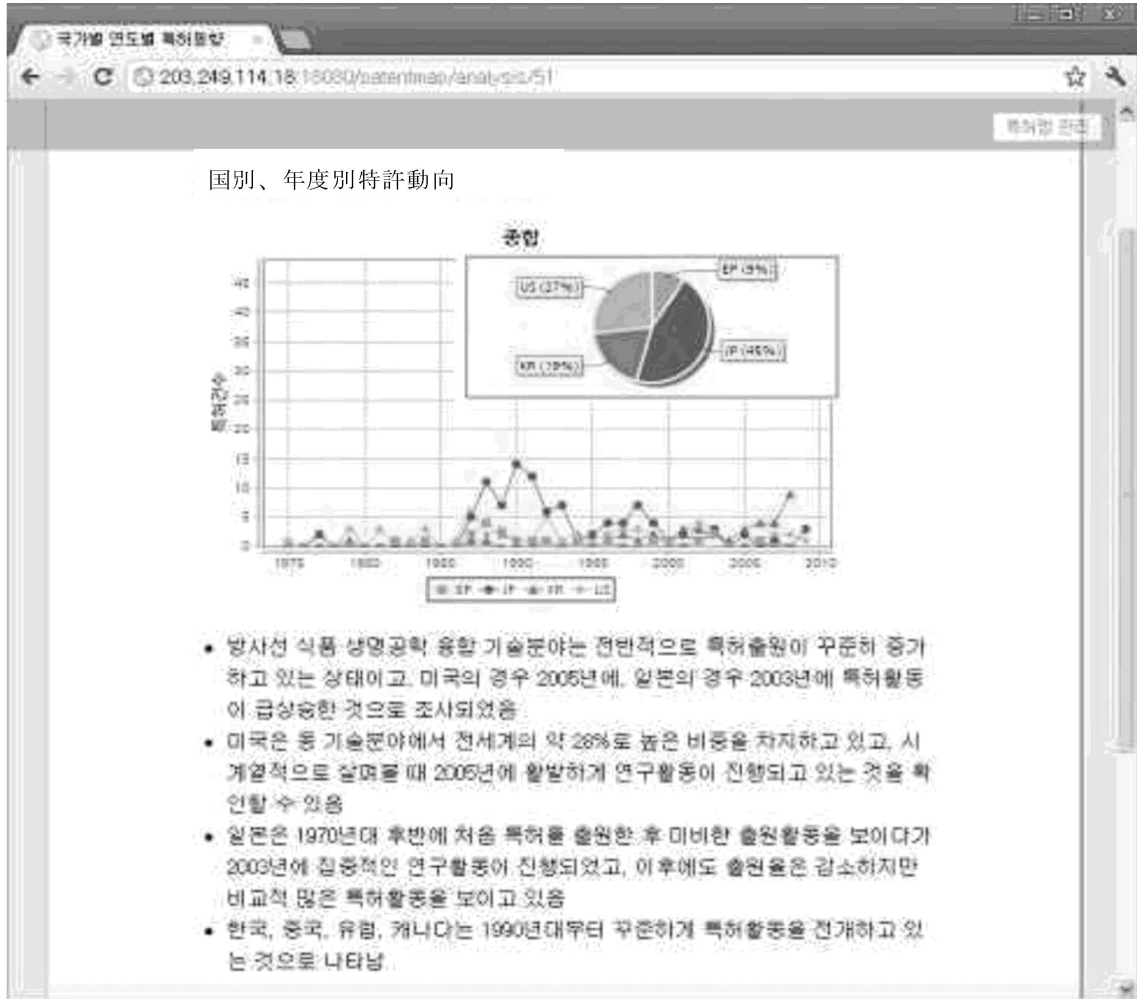 국가별 연도별 특허동향
203.249.114.18:18080/patentmap/analysis/51
특허맵 관리
国別、年度別特許動向
종합
EP (9%)
US (27%)
JP (45%)
KR (19%)
특허건수
40
35
30
25
20
15
10
5
0
1975 1980 1985 1990 1995 2000 2005 2010
EP JP KR US
• 방사선 식품 생명공학 융합 기술분야는 전반적으로 특허출원이 꾸준히 증가
하고 있는 상태이고, 미국의 경우 2005년에, 일본의 경우 2003년에 특허활동
이 급상승한 것으로 조사되었음
• 미국은 동 기술분야에서 전세계의 약 28%로 높은 비중을 차지하고 있고, 시
계열적으로 살펴볼 때 2005년에 활발하게 연구활동이 진행되고 있는 것을 확
인할 수 있음
• 일본은 1970년대 후반에 처음 특허를 출원한 후 미비한 출원활동을 보이다가
2003년에 집중적인 연구활동이 진행되었고, 이후에도 출원율은 감소하지만
비교적 많은 특허활동을 보이고 있음
• 한국, 중국, 유럽, 캐나다는 1990년대부터 꾸준하게 특허활동을 전개하고 있
는 것으로 나타남